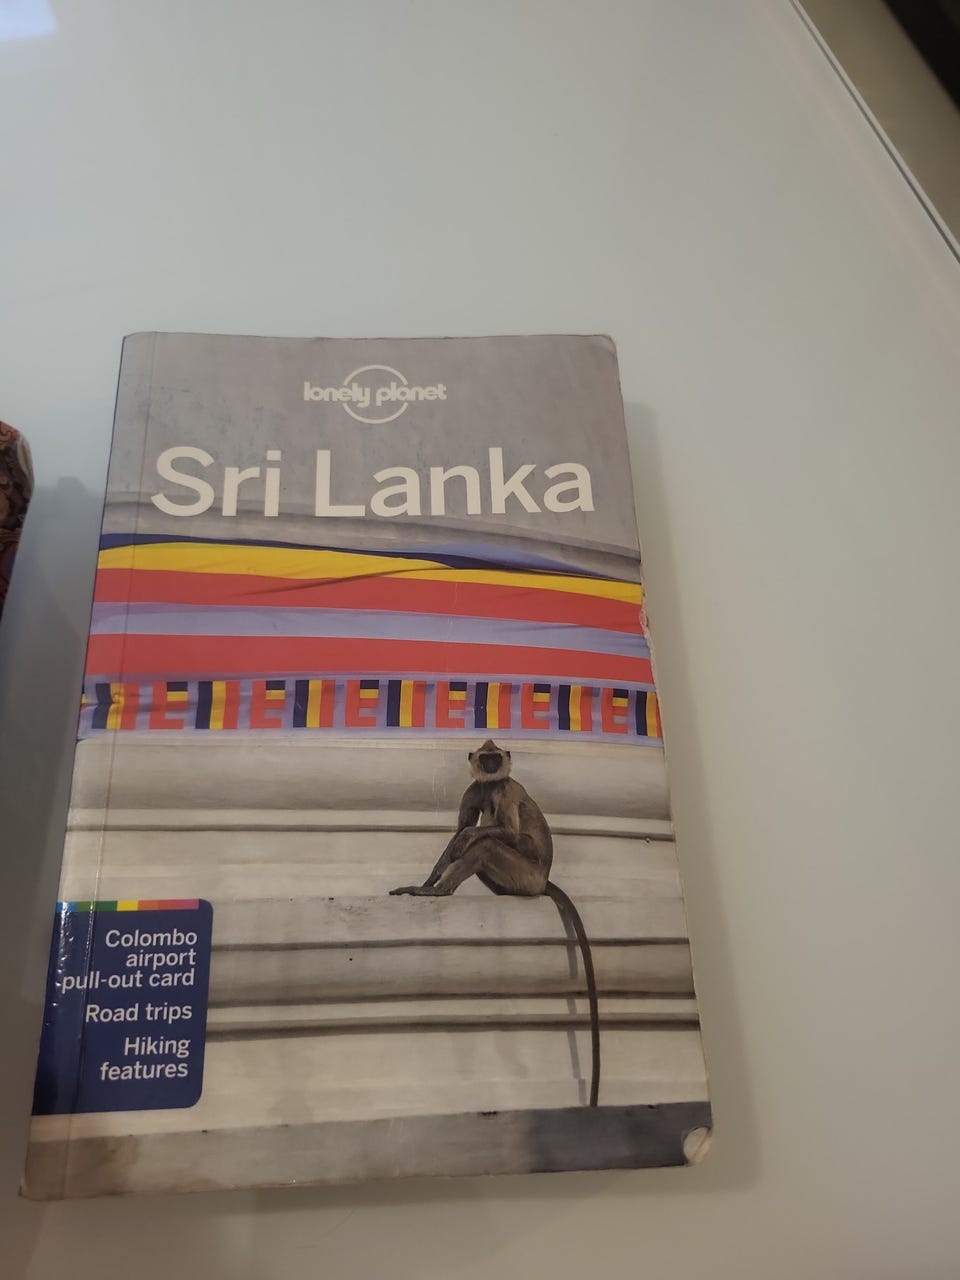 lonely planet
Sri Lanka
Colombo
airport
pull-out card
Road trips
Hiking
features